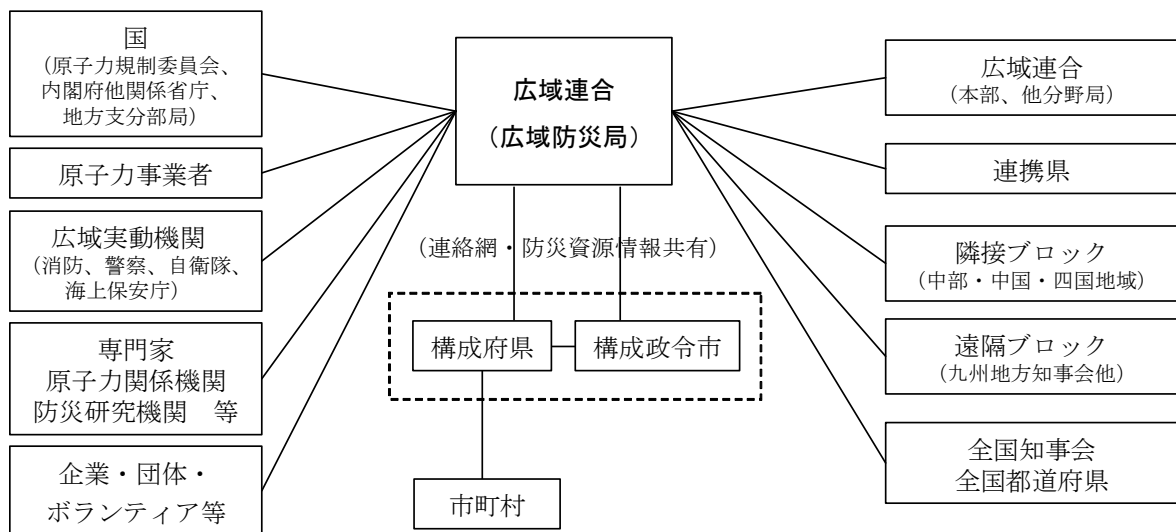 国
（原子力規制委員会、
内閣府他関係省庁、
地方支分部局）
原子力事業者
広域実動機関
（消防、警察、自衛隊、
海上保安庁）
専門家
原子力関係機関
防災研究機関　等
企業・団体・
ボランティア等
広域連合
（広域防災局）
（連絡網・防災資源情報共有）
構成府県
構成政令市
市町村
広域連合
（本部、他分野局）
連携県
隣接ブロック
（中部・中国・四国地域）
遠隔ブロック
（九州地方知事会他）
全国知事会
全国都道府県